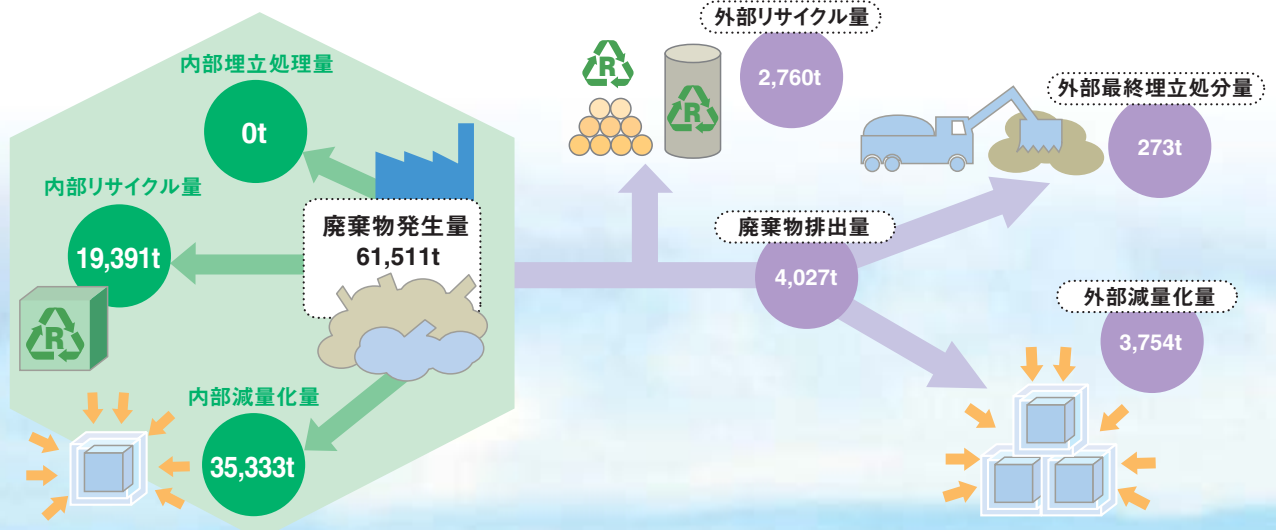 内部埋立処理量
0t
内部リサイクル量
19,391t
R
内部減量化量
35,333t
廃棄物発生量
61,511t
外部リサイクル量
2,760t
R
R
廃棄物排出量
4,027t
外部最終埋立処分量
273t
外部減量化量
3,754t